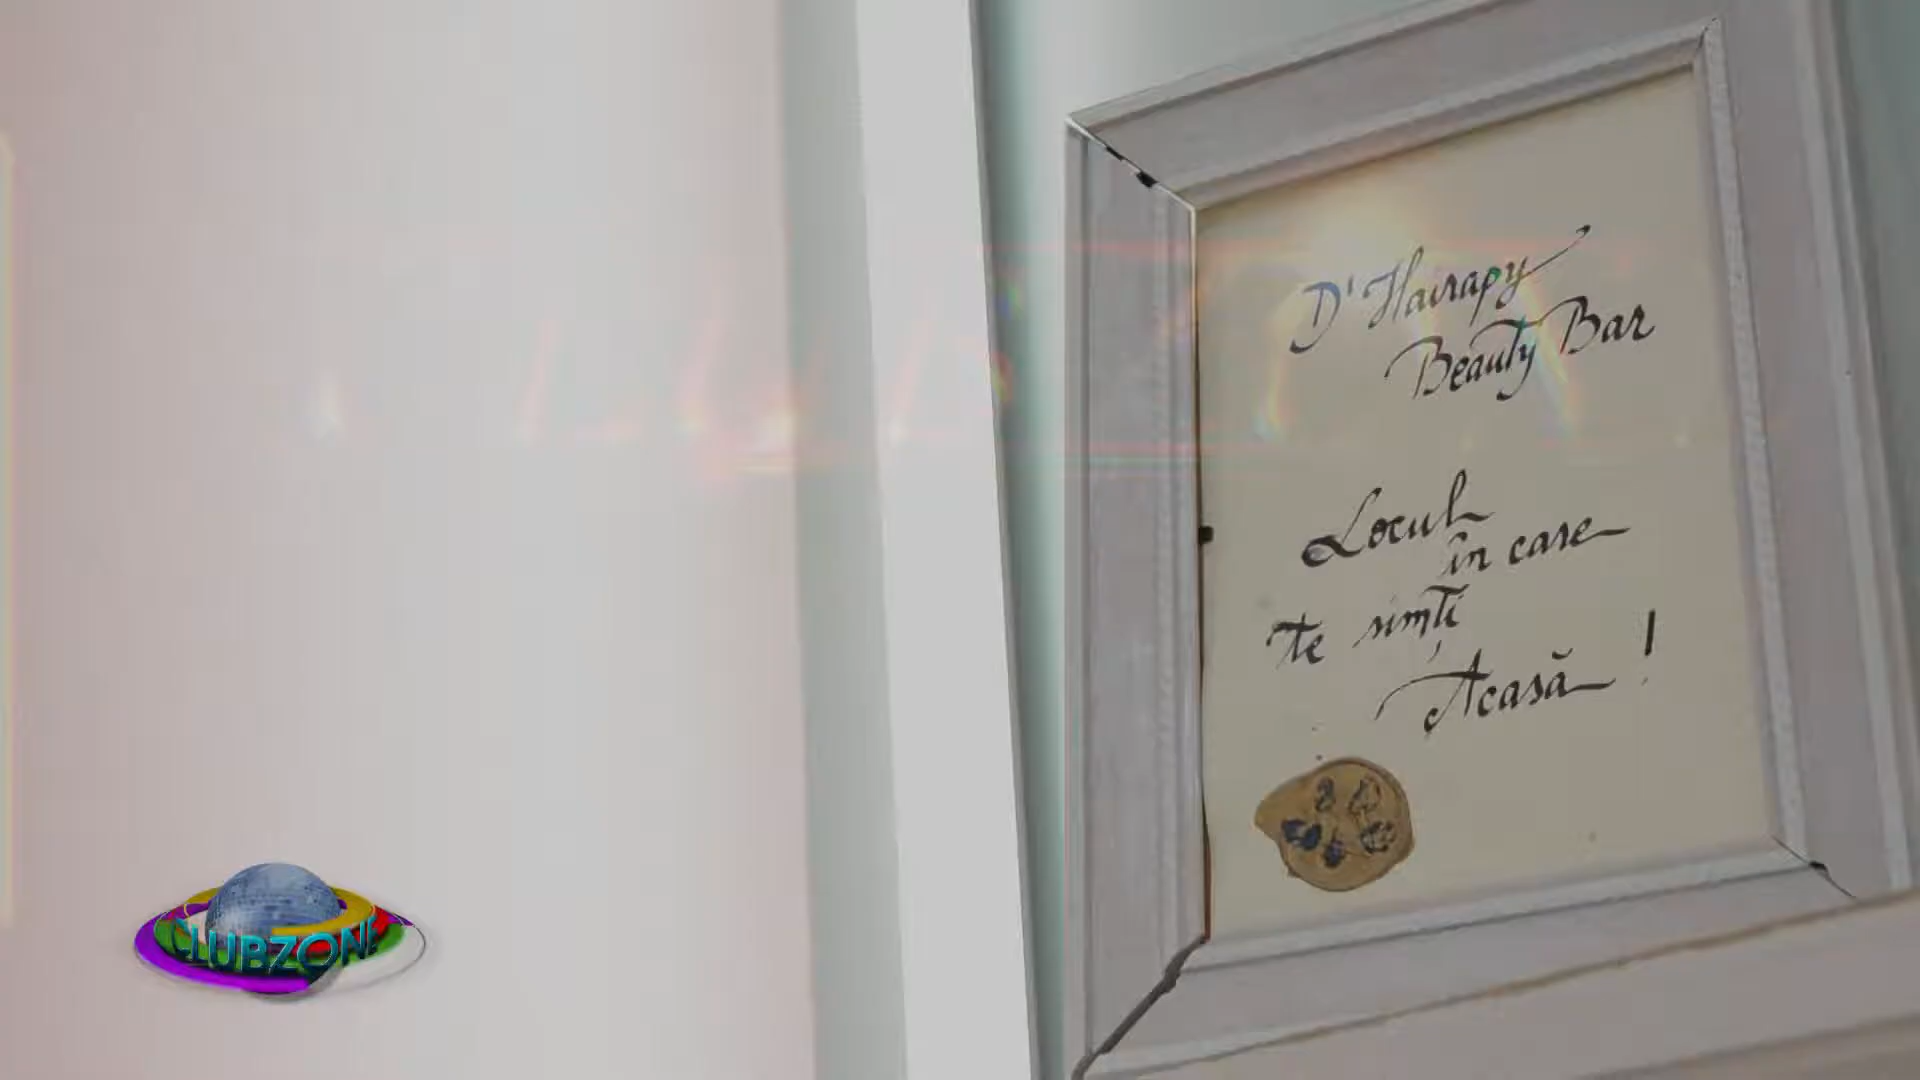 D'Hairapy
Beauty Bar
Locul
în care
te simți
Acasă !
CLUBZONE